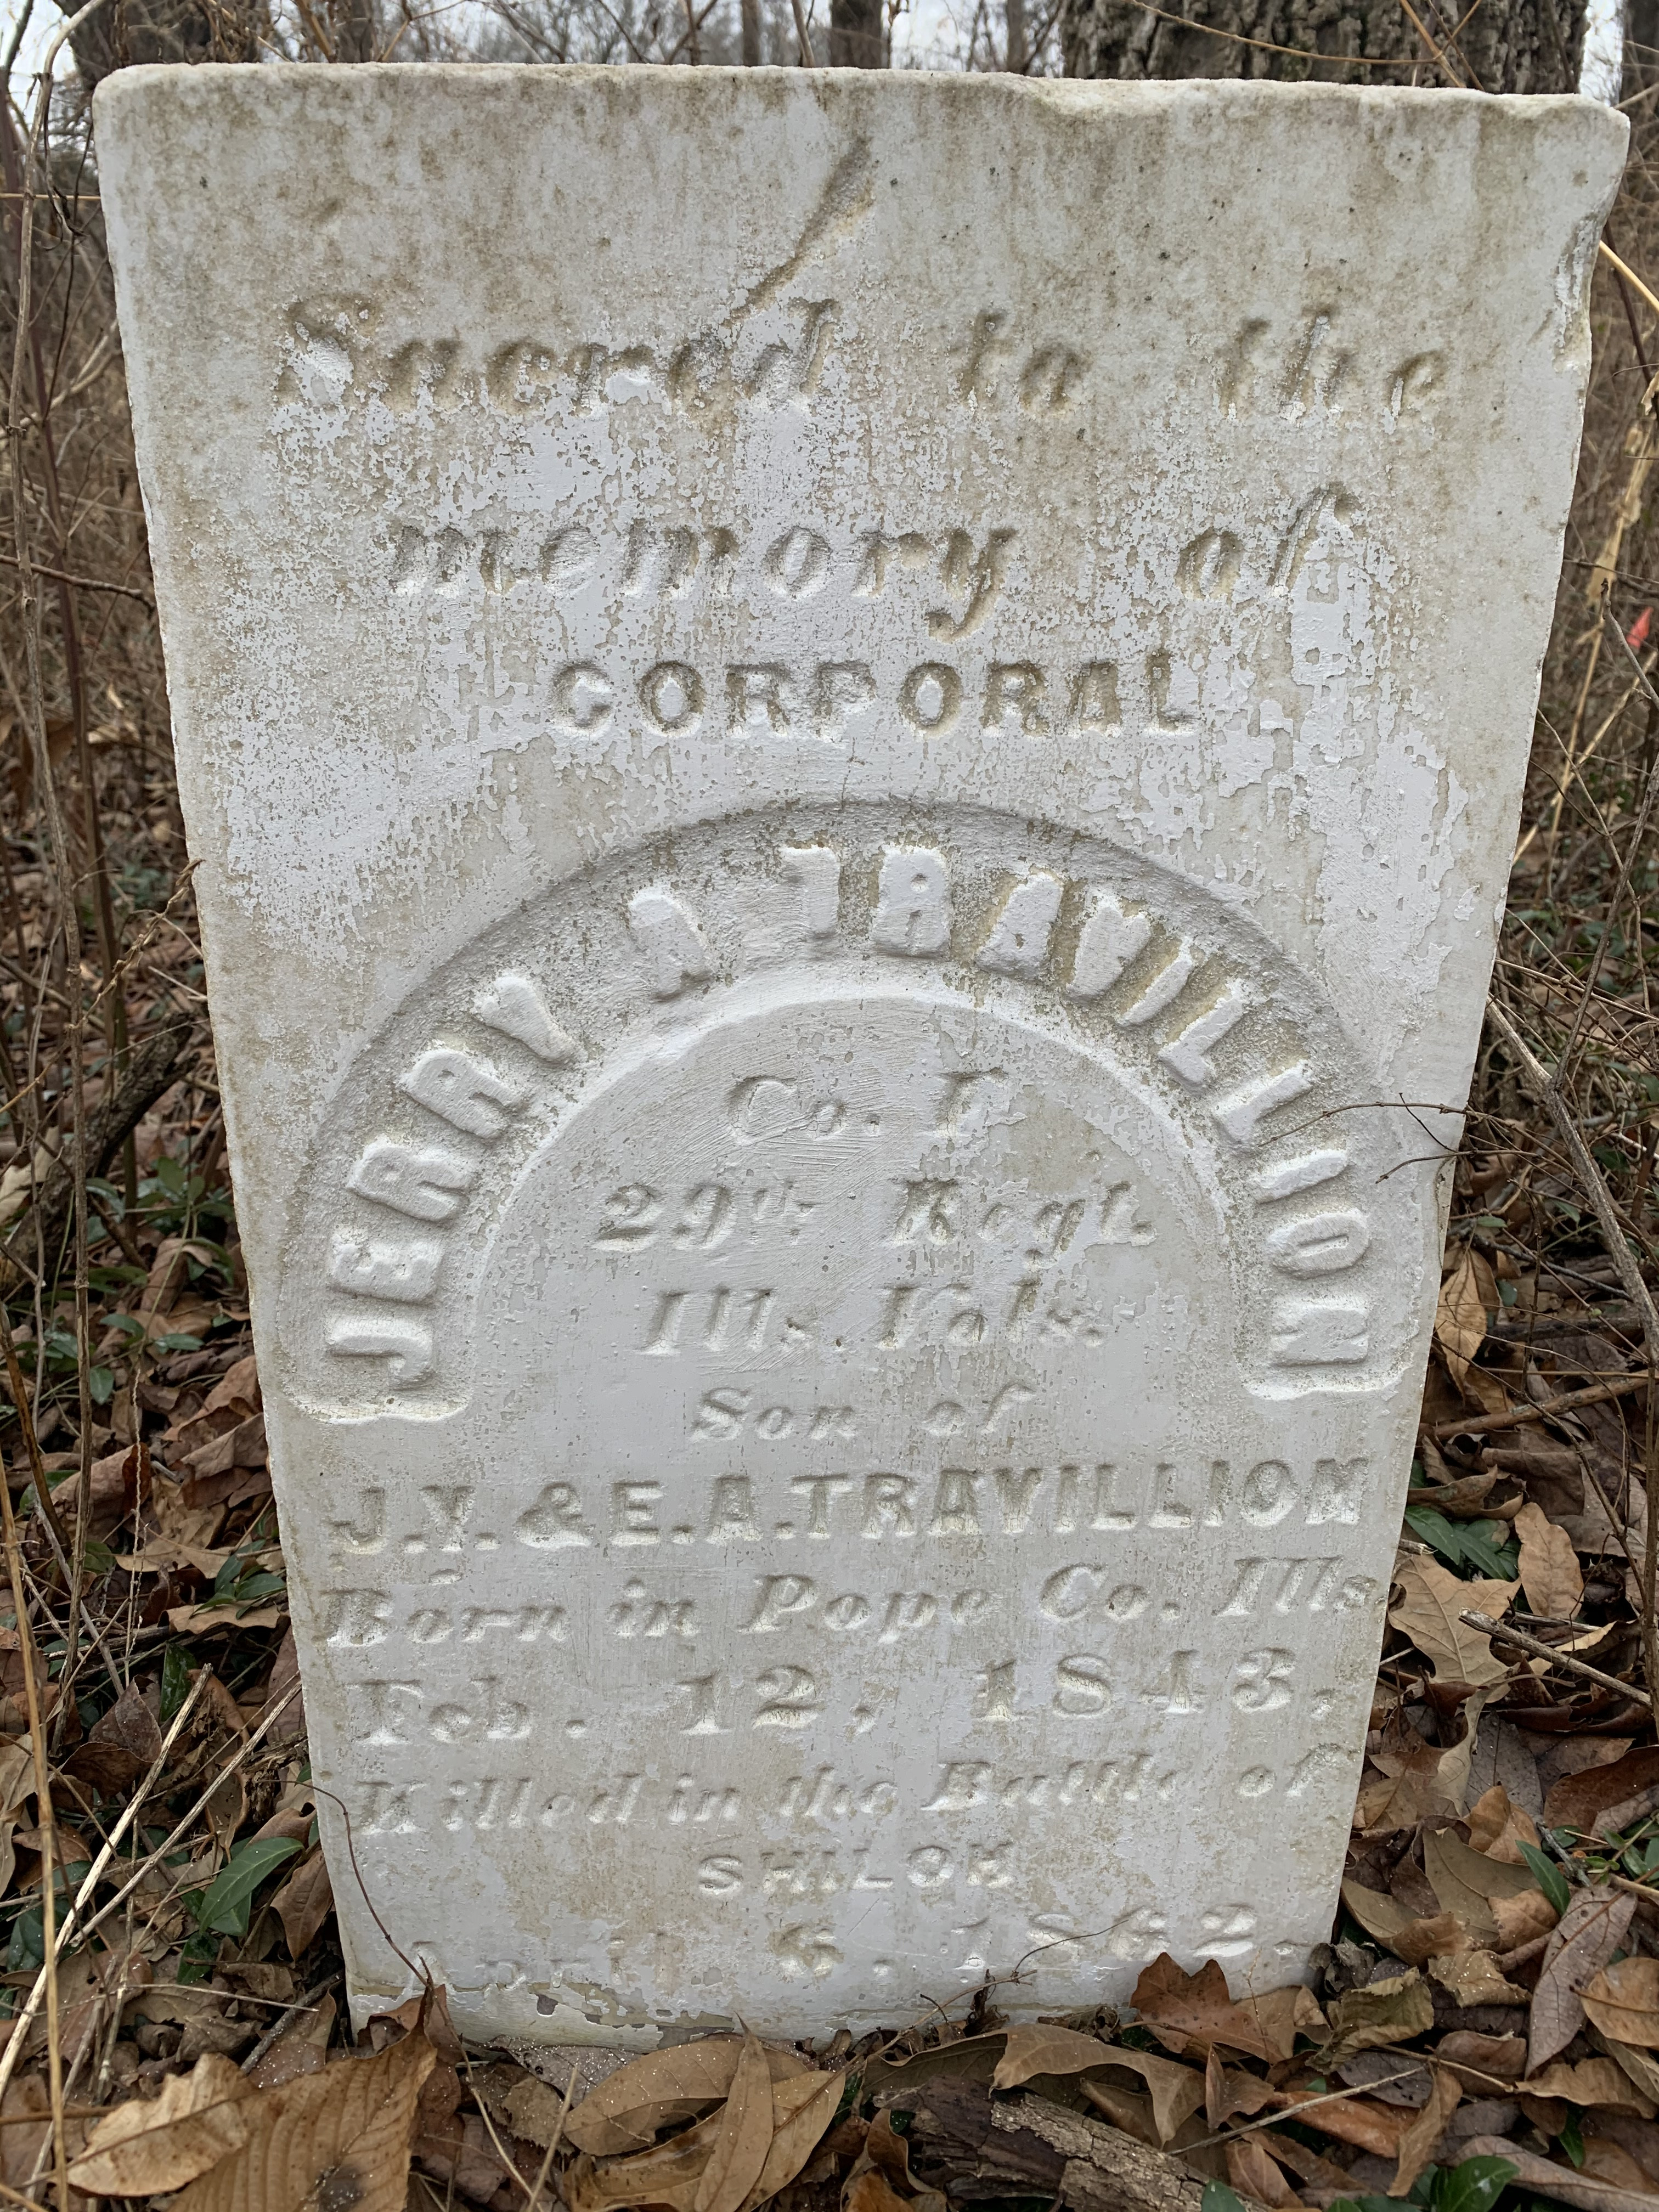 Sacred to the
memory of
CORPORAL
JERRY A TRAVILLION
Co.
29th Regt.
Ills. Vols.
Son of
J.Y. & E.A. TRAVILLION
Born in Pope Co. Ills
Feb. 12, 1843,
Killed in the Battle of
SHILOH
April 6, 1862.